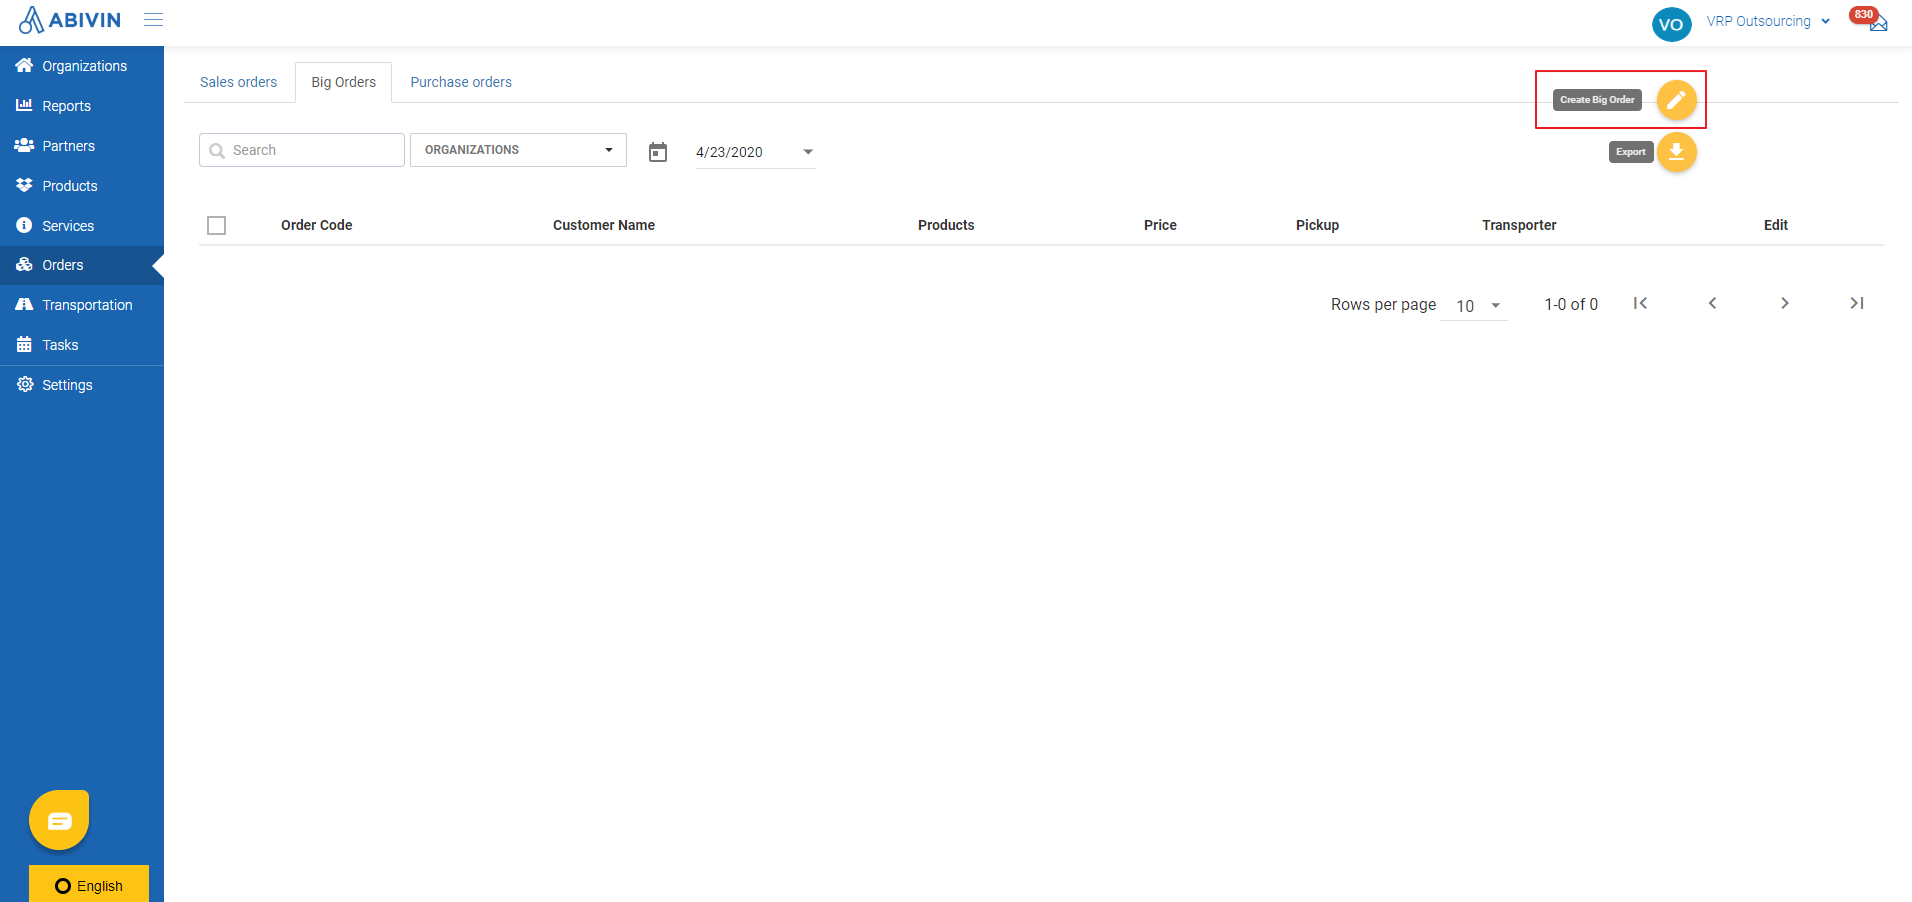 ABIVIN
VO
VRP Outsourcing
830
Organizations
Reports
Partners
Products
Services
Orders
Transportation
Tasks
Settings
Sales orders
Big Orders
Purchase orders
Create Big Order
Search
ORGANIZATIONS
4/23/2020
Export
Order Code Customer Name Products Price Pickup Transporter Edit
Rows per page 10 1-0 of 0
English